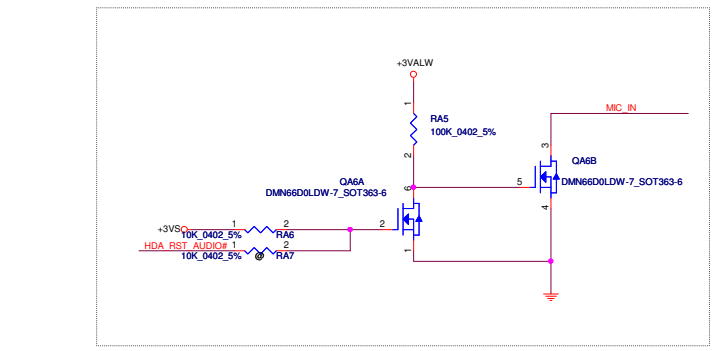 +3VALW
1
RA5
100K_0402_5%
2
MIC_IN
3
QA6B
DMN66D0LDW-7_SOT363-6
5
4
QA6A
DMN66D0LDW-7_SOT363-6
6
2
1
+3VS
1
2
10K_0402_5%
RA6
HDA_RST_AUDIO#
1
2
10K_0402_5%
@
RA7